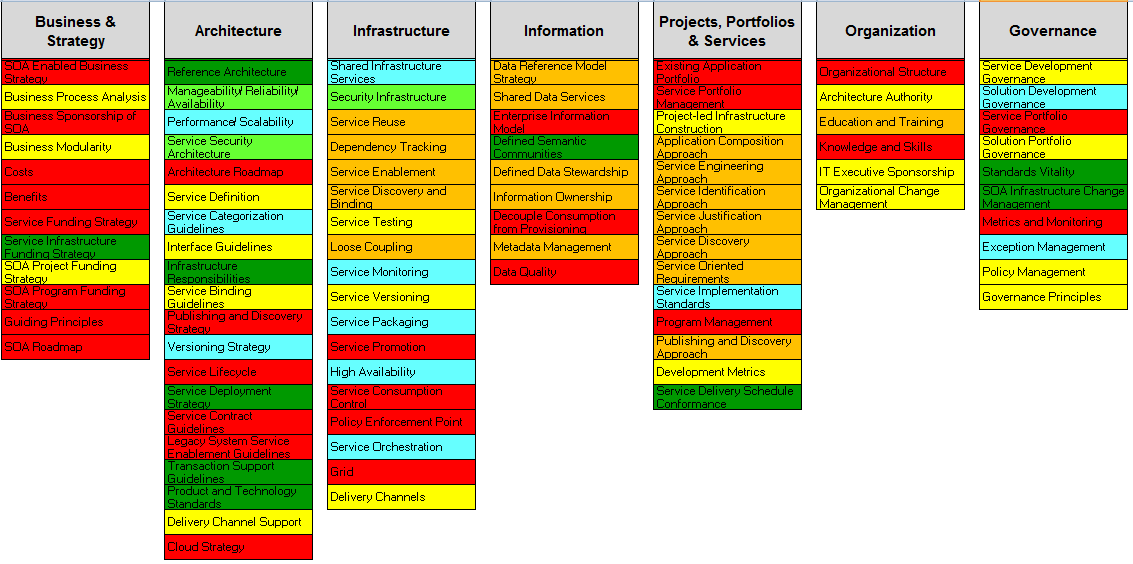 Business &
Strategy
SOA Enabled Business
Strategy
Business Process Analysis
Business Sponsorship of
SOA
Business Modularity
Costs
Benefits
Service Funding Strategy
Service Infrastructure
Funding Strategy
SOA Project Funding
Strategy
SOA Program Funding
Strategy
Guiding Principles
SOA Roadmap
Architecture
Reference Architecture
Manageability/ Reliability/
Availability
Performance/ Scalability
Service Security
Architecture
Architecture Roadmap
Service Definition
Service Categorization
Guidelines
Interface Guidelines
Infrastructure
Responsibilities
Service Binding
Guidelines
Publishing and Discovery
Strategy
Versioning Strategy
Service Lifecycle
Service Deployment
Strategy
Service Contract
Guidelines
Legacy System Service
Enablement Guidelines
Transaction Support
Guidelines
Product and Technology
Standards
Delivery Channel Support
Cloud Strategy
Infrastructure
Shared Infrastructure
Services
Security Infrastructure
Service Reuse
Dependency Tracking
Service Enablement
Service Discovery and
Binding
Service Testing
Loose Coupling
Service Monitoring
Service Versioning
Service Packaging
Service Promotion
High Availability
Service Consumption
Control
Policy Enforcement Point
Service Orchestration
Grid
Delivery Channels
Information
Data Reference Model
Strategy
Shared Data Services
Enterprise Information
Model
Defined Semantic
Communities
Defined Data Stewardship
Information Ownership
Decouple Consumption
from Provisioning
Metadata Management
Data Quality
Projects, Portfolios
& Services
Existing Application
Portfolio
Service Portfolio
Management
Project-led Infrastructure
Construction
Application Composition
Approach
Service Engineering
Approach
Service Identification
Approach
Service Justification
Approach
Service Discovery
Approach
Service Oriented
Requirements
Service Implementation
Standards
Program Management
Publishing and Discovery
Approach
Development Metrics
Service Delivery Schedule
Conformance
Organization
Organizational Structure
Architecture Authority
Education and Training
Knowledge and Skills
IT Executive Sponsorship
Organizational Change
Management
Governance
Service Development
Governance
Solution Development
Governance
Service Portfolio
Governance
Solution Portfolio
Governance
Standards Vitality
SOA Infrastructure Change
Management
Metrics and Monitoring
Exception Management
Policy Management
Governance Principles